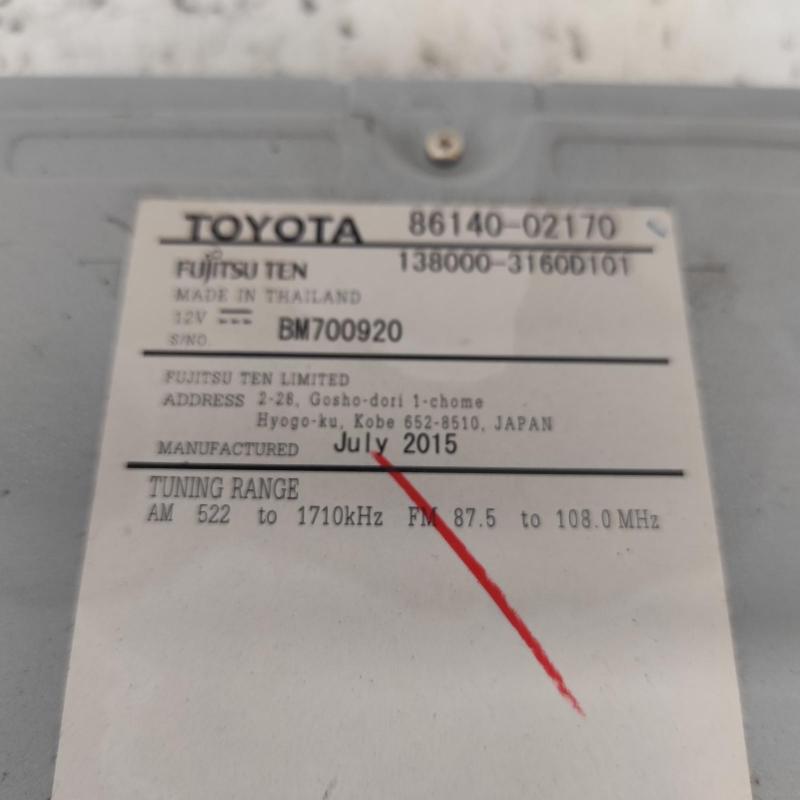 TOYOTA 86140-02170
FUJITSU TEN 138000-3160D101
MADE IN THAILAND
12V
S/NO. BM700920
FUJITSU TEN LIMITED
ADDRESS 2-28, Gosho-dori 1-chome
Hyogo-ku, Kobe 652-8510, JAPAN
MANUFACTURED July 2015
TUNING RANGE
AM 522 to 1710kHz FM 87.5 to 108.0MHz